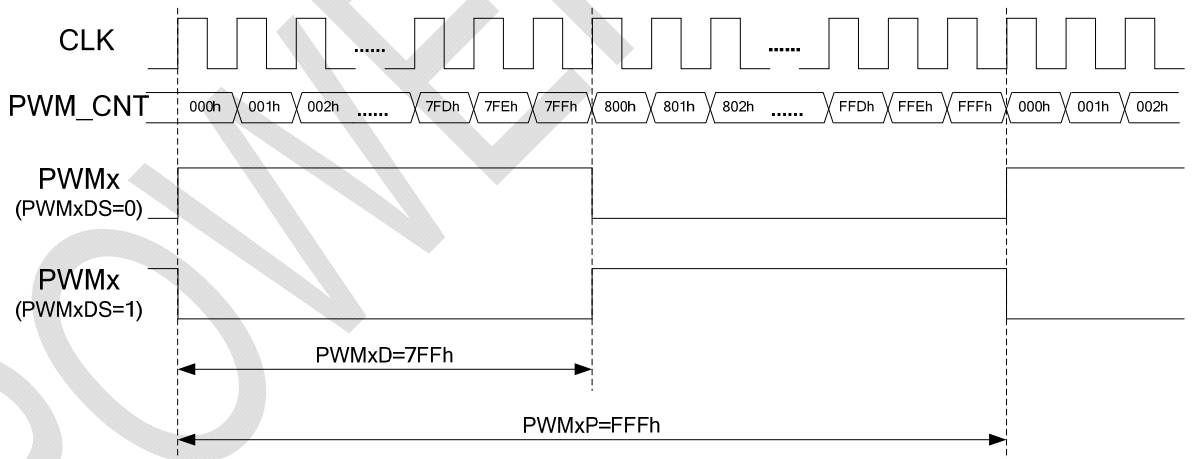 CLK ...... ......
PWM_CNT 000h 001h 002h ...... 7FDh 7FEh 7FFh 800h 801h 802h ...... FFDh FFEh FFFh 000h 001h 002h
PWMx
(PWMxDS=0)
PWMx
(PWMxDS=1)
PWMxD=7FFh
PWMxP=FFFh